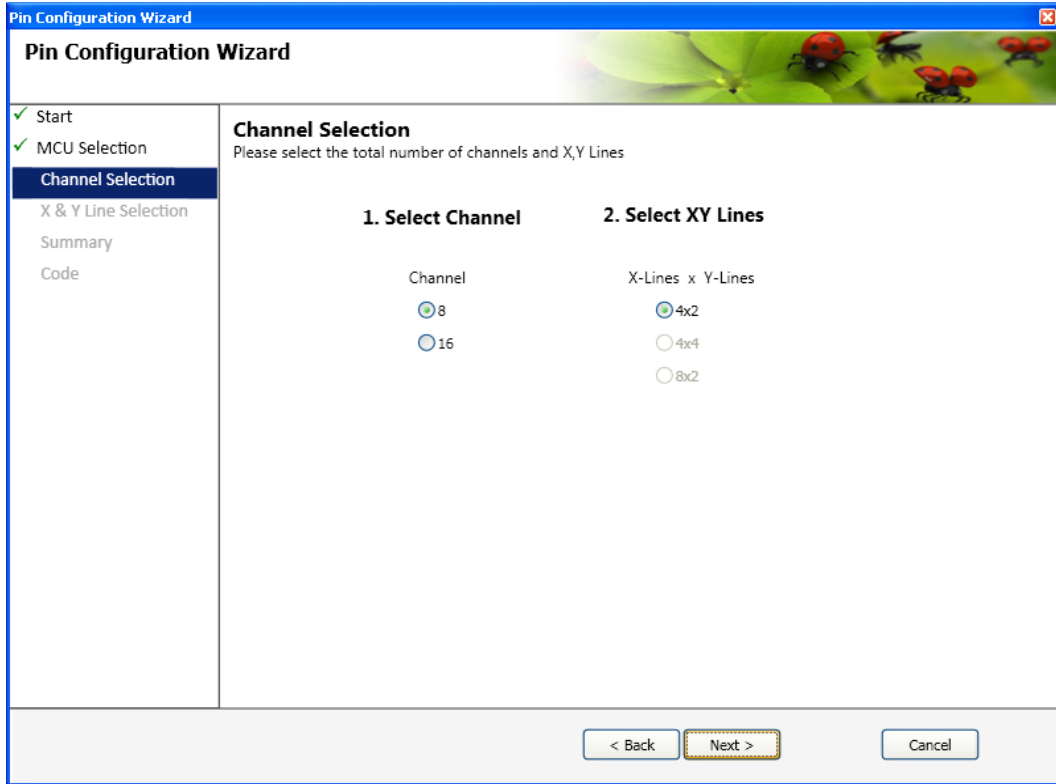 Pin Configuration Wizard
Pin Configuration Wizard
Start
MCU Selection
Channel Selection
X & Y Line Selection
Summary
Code
Channel Selection
Please select the total number of channels and X,Y Lines
1. Select Channel
2. Select XY Lines
Channel
X-Lines x Y-Lines
8
4x2
16
4x4
8x2
< Back
Next >
Cancel